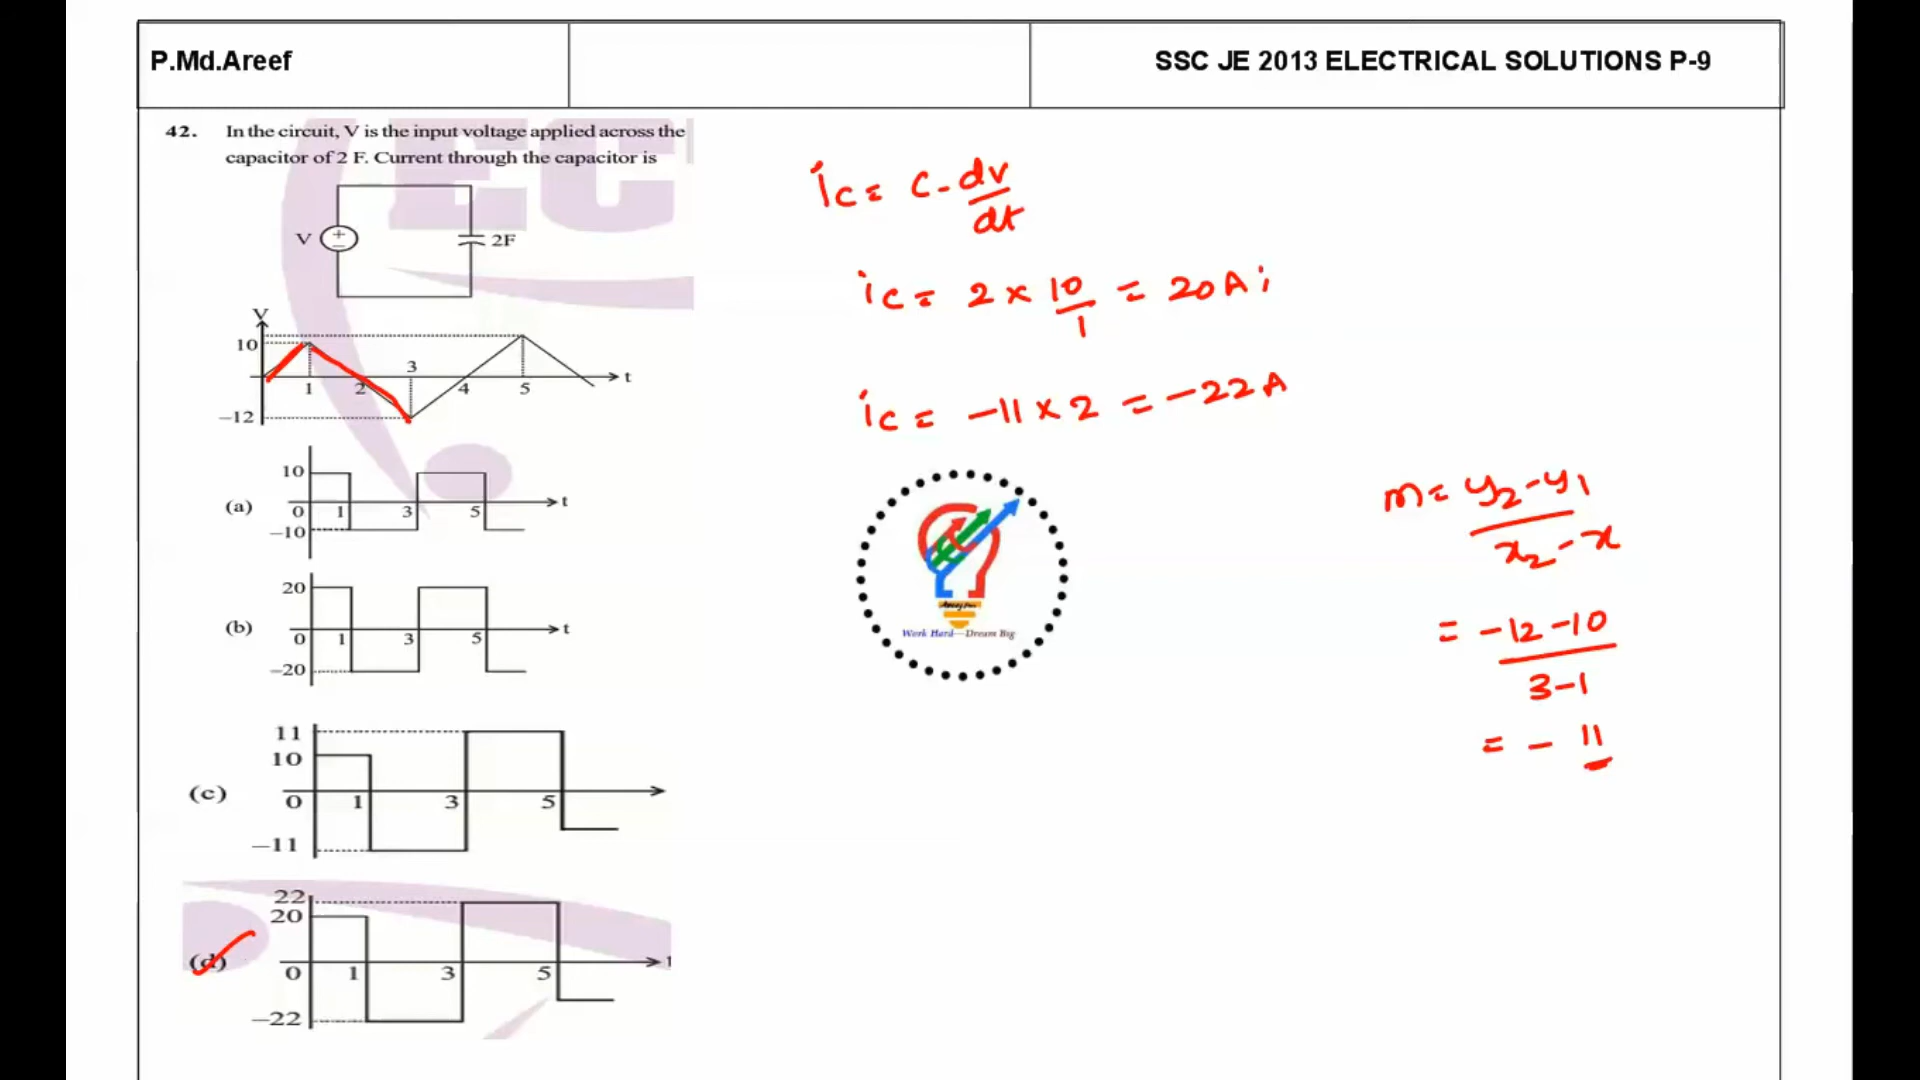 P.Md.Areef
SSC JE 2013 ELECTRICAL SOLUTIONS P-9
42. In the circuit, V is the input voltage applied across the
capacitor of 2 F. Current through the capacitor is
V + − 2F
V
10
3
1 2 4 5 t
−12
(a)
10
0 1 3 5 t
−10
(b)
20
0 1 3 5 t
−20
(c)
11
10
0 1 3 5
−11
(d)
22
20
0 1 3 5 t
−22
ic = C - dv/dt
ic = 2 × 10/1 = 20A ;
ic = -11 × 2 = -22A
m = y2 - y1 / x2 - x
= -12 -10 / 3-1
= - 11
Work Hard—Dream Big